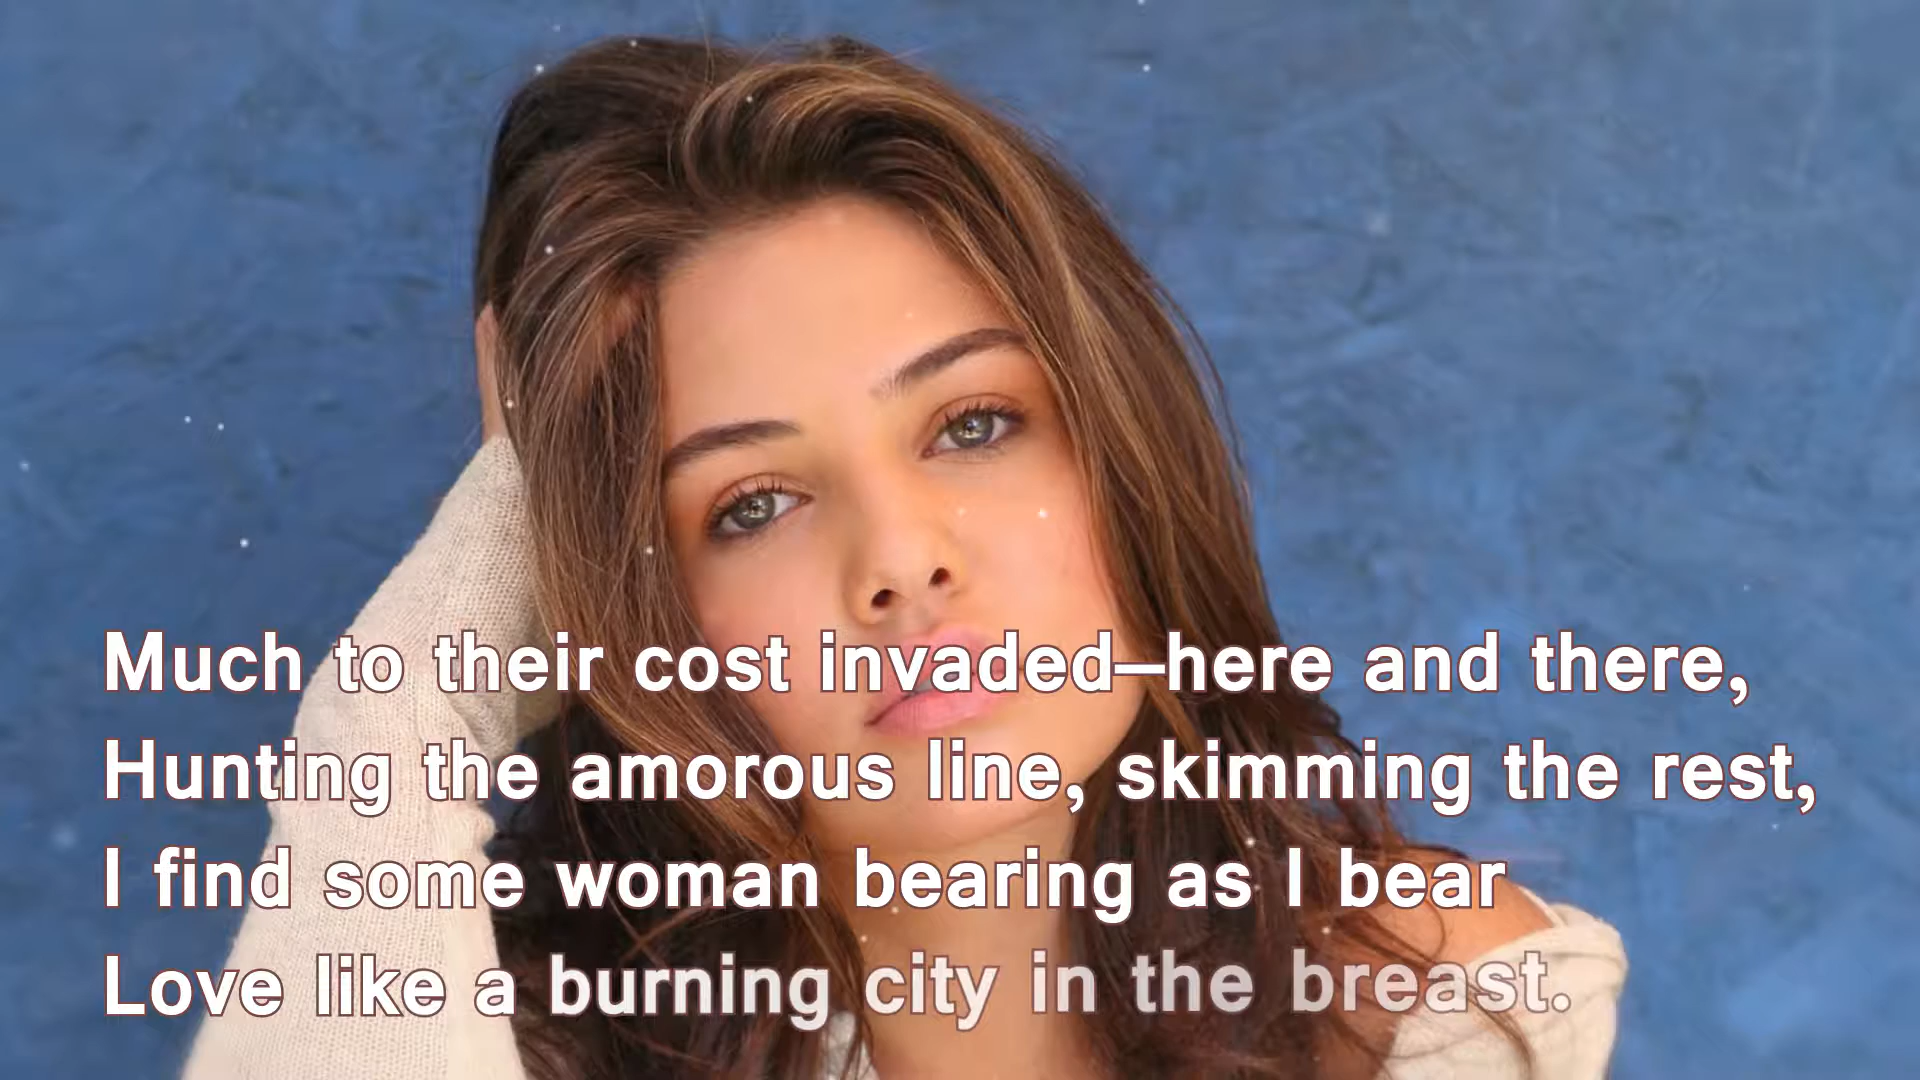 Much to their cost invaded—here and there,
Hunting the amorous line, skimming the rest,
I find some woman bearing as I bear
Love like a burning city in the breast.